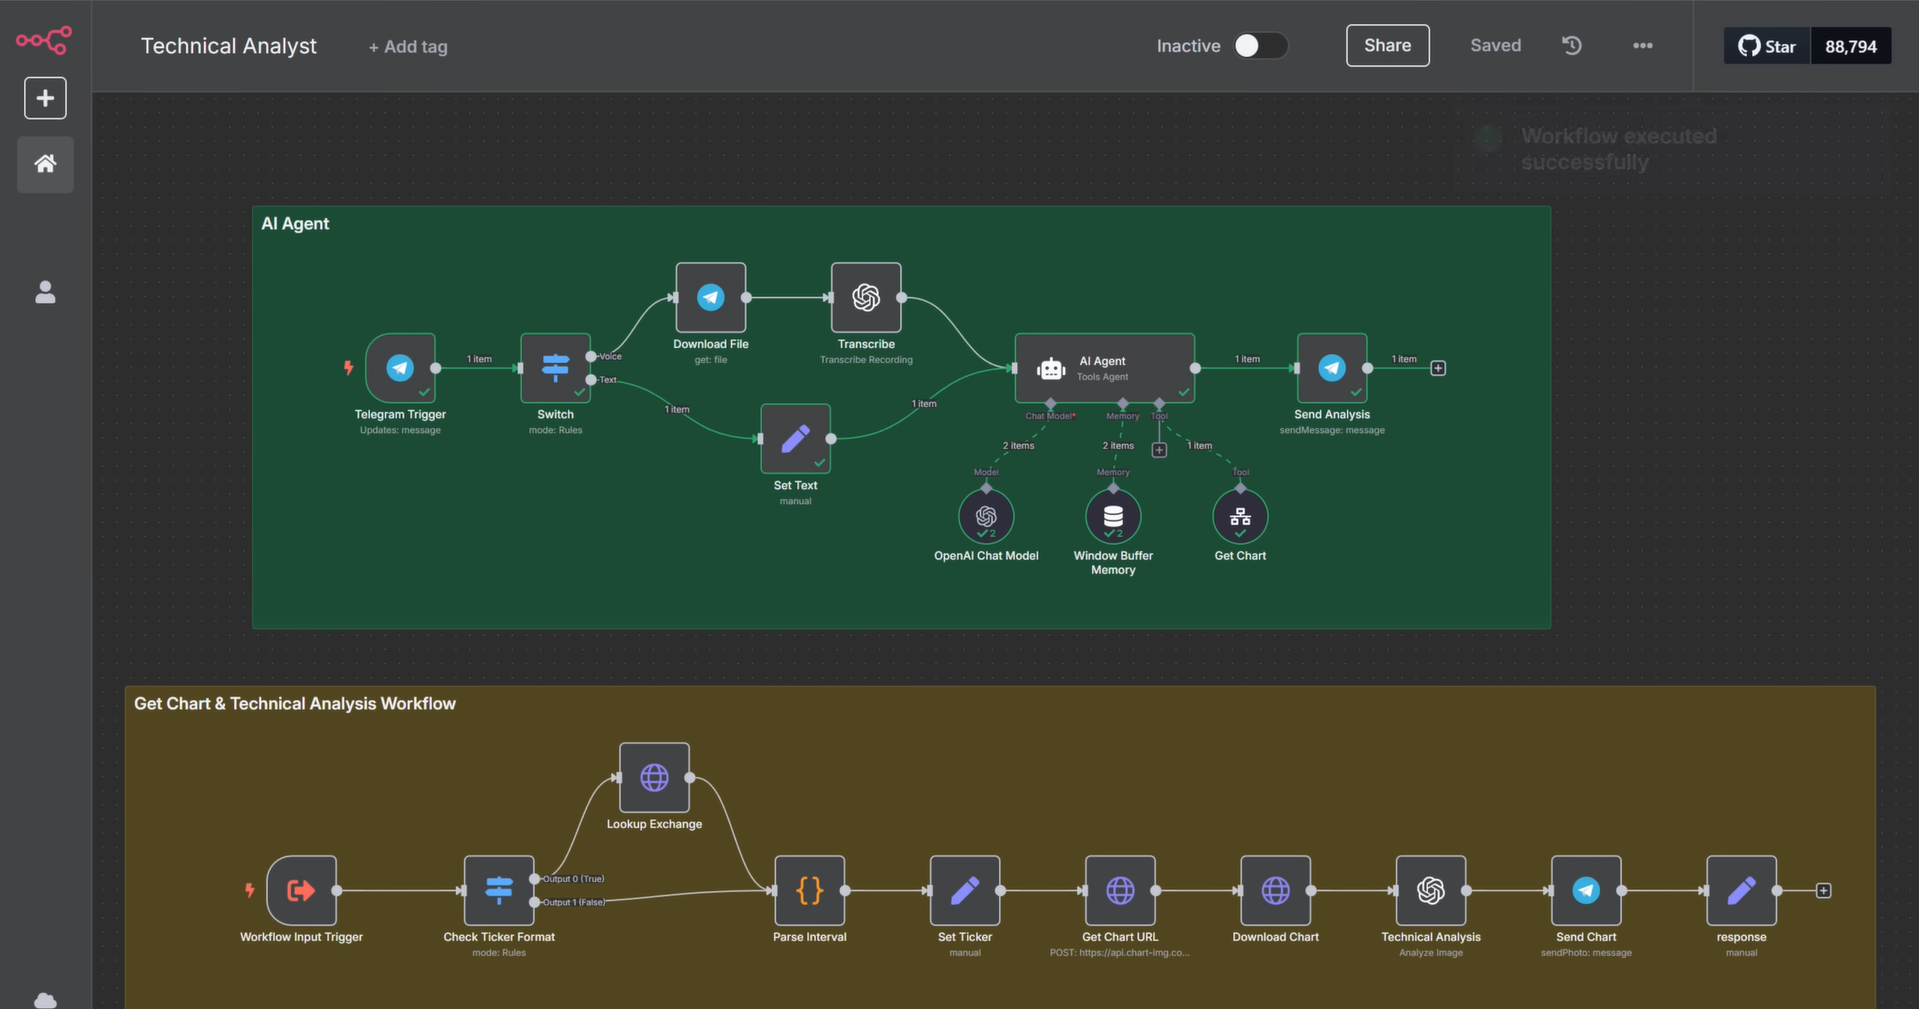 Technical Analyst
+ Add tag
Inactive
Share
Saved
Star
88,794
Workflow executed
successfully
AI Agent
Download File
get: file
Transcribe
Transcribe Recording
Telegram Trigger
Updates: message
1 item
Switch
mode: Rules
Voice
Text
1 item
Set Text
manual
1 item
AI Agent
Tools Agent
Chat Model*
Memory
Tool
2 items
2 items
1 item
Model
Memory
Tool
2
2
OpenAI Chat Model
Window Buffer
Memory
Get Chart
1 item
Send Analysis
sendMessage: message
1 item
Get Chart & Technical Analysis Workflow
Lookup Exchange
Workflow Input Trigger
Check Ticker Format
mode: Rules
Output 0 (True)
Output 1 (False)
{}
Parse Interval
Set Ticker
manual
Get Chart URL
POST: https://api.chart-img.co...
Download Chart
Technical Analysis
Analyze Image
Send Chart
sendPhoto: message
response
manual